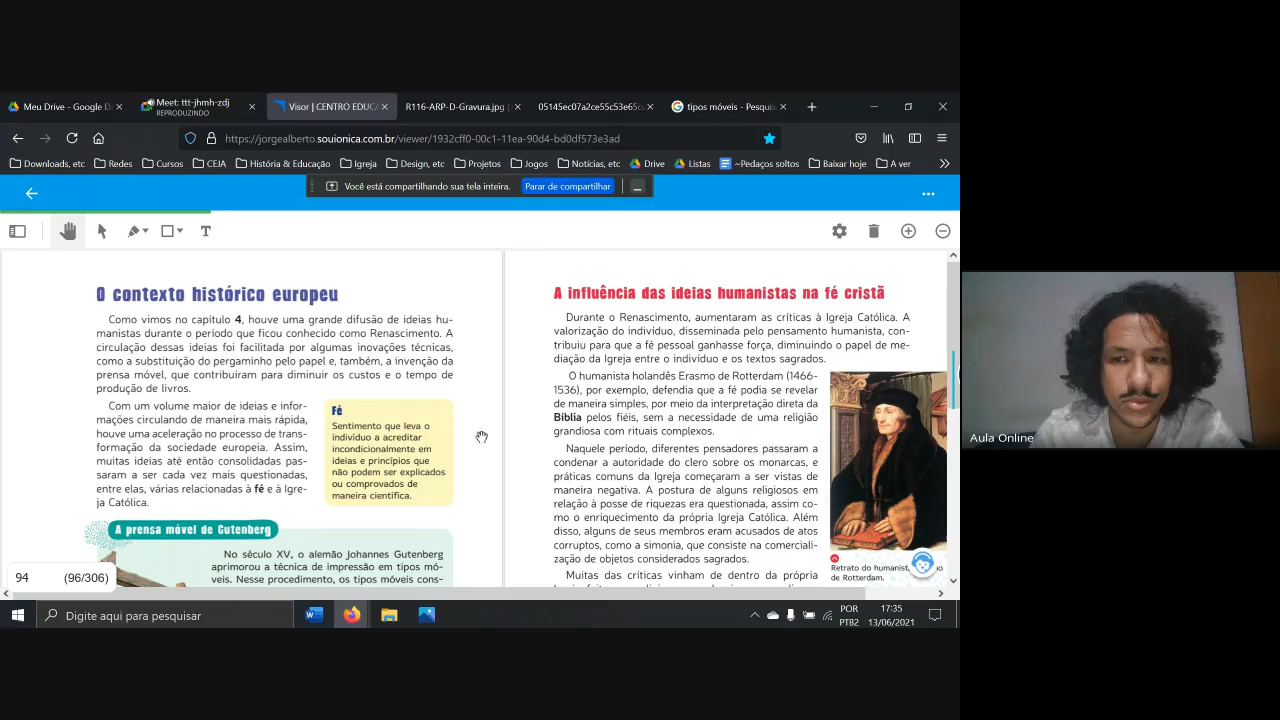 Meu Drive - Google D
Meet: ttt-jhmh-zdj
REPRODUZINDO
Visor | CENTRO EDUCA
R116-ARP-D-Gravura.jpg (
05145ec07a2ce55c53e65c
tipos móveis - Pesquis
https://jorgealberto.souionica.com.br/viewer/1932cff0-00c1-11ea-90d4-bd0df573e3ad
Downloads, etc
Redes
Cursos
CEJA
História & Educação
Igreja
Design, etc
Projetos
Jogos
Notícias, etc
Drive
Listas
~Pedaços soltos
Baixar hoje
A ver
Você está compartilhando sua tela inteira.
Parar de compartilhar
T
O contexto histórico europeu
Como vimos no capítulo 4, houve uma grande difusão de ideias hu-
manistas durante o período que ficou conhecido como Renascimento. A
circulação dessas ideias foi facilitada por algumas inovações técnicas,
como a substituição do pergaminho pelo papel e, também, a invenção da
prensa móvel, que contribuíram para diminuir os custos e o tempo de
produção de livros.
Com um volume maior de ideias e infor-
mações circulando de maneira mais rápida,
houve uma aceleração no processo de trans-
formação da sociedade europeia. Assim,
muitas ideias até então consolidadas pas-
saram a ser cada vez mais questionadas,
entre elas, várias relacionadas à fé e à Igre-
ja Católica.
Fé
Sentimento que leva o
indivíduo a acreditar
incondicionalmente em
ideias e princípios que
não podem ser explicados
ou comprovados de
maneira científica.
A prensa móvel de Gutenberg
No século XV, o alemão Johannes Gutenberg
aprimorou a técnica de impressão em tipos mó-
veis. Nesse procedimento, os tipos móveis cons-
94 (96/306)
A influência das ideias humanistas na fé cristã
Durante o Renascimento, aumentaram as críticas à Igreja Católica. A
valorização do indivíduo, disseminada pelo pensamento humanista, con-
tribuiu para que a fé pessoal ganhasse força, diminuindo o papel de me-
diação da Igreja entre o indivíduo e os textos sagrados.
O humanista holandês Erasmo de Rotterdam (1466-
1536), por exemplo, defendia que a fé podia se revelar
de maneira simples, por meio da interpretação direta da
Bíblia pelos fiéis, sem a necessidade de uma religião
grandiosa com rituais complexos.
Naquele período, diferentes pensadores passaram a
condenar a autoridade do clero sobre os monarcas, e
práticas comuns da Igreja começaram a ser vistas de
maneira negativa. A postura de alguns religiosos em
relação à posse de riquezas era questionada, assim co-
mo o enriquecimento da própria Igreja Católica. Além
disso, alguns de seus membros eram acusados de atos
corruptos, como a simonia, que consiste na comerciali-
zação de objetos considerados sagrados.
Muitas das críticas vinham de dentro da própria
Retrato do humanist
de Rotterdam.
Aula Online
Digite aqui para pesquisar
POR
PTB2
17:35
13/06/2021